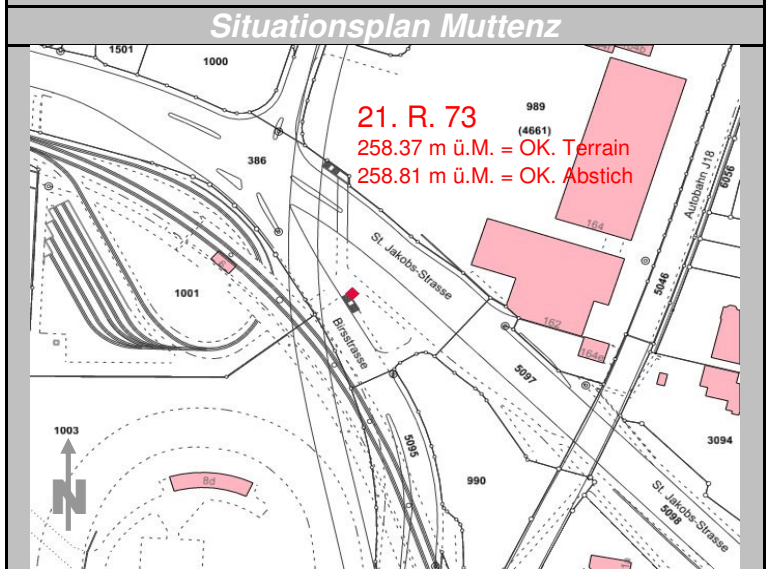 Situationsplan Muttenz
1501
1000
21. R. 73
258.37 m ü.M. = OK. Terrain
258.81 m ü.M. = OK. Abstich
989
(4661)
386
164
Autobahn J18
6056
St. Jakobs-Strasse
5046
1001
6
Birsstrasse
162
164a
5097
1003
5095
3094
8d
990
N
St. Jakobs-Strasse
5098